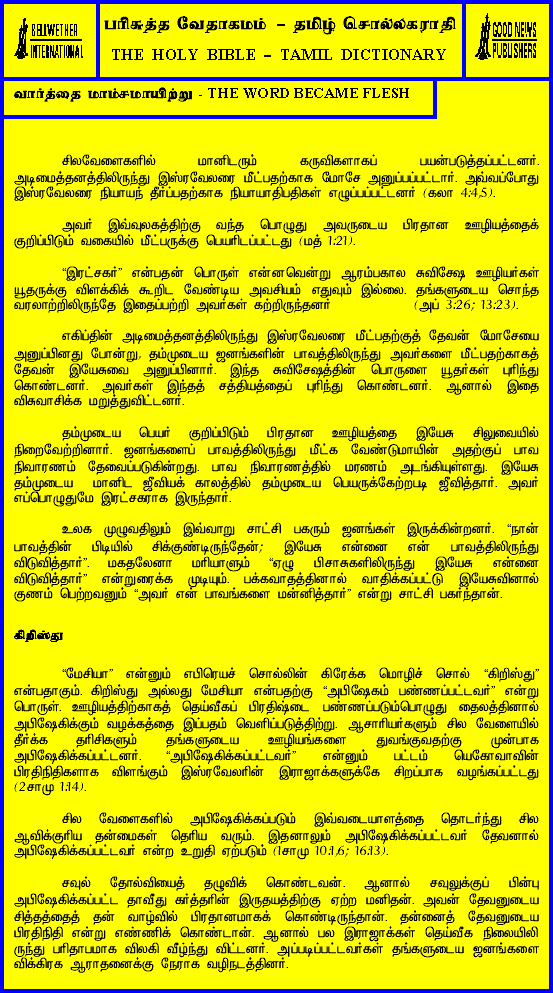 BELLWETHER
INTERNATIONAL
பரிசுத்த வேதாகமம் – தமிழ் சொல்லகராதி
THE HOLY BIBLE – TAMIL DICTIONARY
GOOD NEWS
PUBLISHERS
வார்த்தை மாம்சமாயிற்று - THE WORD BECAME FLESH
சிலவேளைகளில் மானிடரும் கருவிகளாகப் பயன்படுத்தப்பட்டனர்.
அடிமைத்தனத்திலிருந்து இஸ்ரவேலரை மீட்பதற்காக மோசே அனுப்பப்பட்டார். அவ்வப்போது
இஸ்ரவேலரை நியாயந் தீர்ப்பதற்காக நியாயாதிபதிகள் எழுப்பப்பட்டனர் (கலா 4:4,5).
அவர் இவ்வுலகத்திற்கு வந்த பொழுது அவருடைய பிரதான ஊழியத்தைக்
குறிப்பிடும் வகையில் மீட்பருக்கு பெயரிடப்பட்டது (மத் 1:21).
“இரட்சகர்” என்பதன் பொருள் என்னவென்று ஆரம்பகால சுவிசேஷ ஊழியர்கள்
யூதருக்கு விளக்கிக் கூறிட வேண்டிய அவசியம் எதுவும் இல்லை. தங்களுடைய சொந்த
வரலாற்றிலிருந்தே இதைப்பற்றி அவர்கள் கற்றிருந்தனர் (அப் 3:26; 13:23).
எகிப்தின் அடிமைத்தனத்திலிருந்து இஸ்ரவேலரை மீட்பதற்குத் தேவன் மோசேயை
அனுப்பினது போன்று, தம்முடைய ஜனங்களின் பாவத்திலிருந்து அவர்களை மீட்பதற்காகத்
தேவன் இயேசுவை அனுப்பினார். இந்த சுவிசேஷத்தின் பொருளை யூதர்கள் புரிந்து
கொண்டனர். அவர்கள் இந்தச் சத்தியத்தைப் புரிந்து கொண்டனர். ஆனால் இதை
விசுவாசிக்க மறுத்துவிட்டனர்.
தம்முடைய பெயர் குறிப்பிடும் பிரதான ஊழியத்தை இயேசு சிலுவையில்
நிறைவேற்றினார். ஜனங்களைப் பாவத்திலிருந்து மீட்க வேண்டுமாயின் அதற்குப் பாவ
நிவாரணம் தேவைப்படுகின்றது. பாவ நிவாரணத்தில் மரணம் அடங்கியுள்ளது. இயேசு
தம்முடைய மானிட ஜீவியக் காலத்தில் தம்முடைய பெயருக்கேற்றபடி ஜீவித்தார். அவர்
எப்பொழுதுமே இரட்சகராக இருந்தார்.
உலக முழுவதிலும் இவ்வாறு சாட்சி பகரும் ஜனங்கள் இருக்கின்றனர். “நான்
பாவத்தின் பிடியில் சிக்குண்டிருந்தேன்; இயேசு என்னை என் பாவத்திலிருந்து
விடுவித்தார்”. மகதலேனா மரியாளும் “ஏழு பிசாசுகளிலிருந்து இயேசு என்னை
விடுவித்தார்” என்றுரைக்க முடியும். பக்கவாதத்தினால் வாதிக்கப்பட்டு இயேசுவினால்
குணம் பெற்றவனும் “அவர் என் பாவங்களை மன்னித்தார்” என்று சாட்சி பகர்ந்தான்.
கிறிஸ்து
“மேசியா” என்னும் எபிரெயச் சொல்லின் கிரேக்க மொழிச் சொல் “கிறிஸ்து”
என்பதாகும். கிறிஸ்து அல்லது மேசியா என்பதற்கு “அபிஷேகம் பண்ணப்பட்டவர்” என்று
பொருள். ஊழியத்திற்காகத் தெய்வீகப் பிரதிஷ்டை பண்ணப்படும்பொழுது தைலத்தினால்
அபிஷேகிக்கும் வழக்கத்தை இப்பதம் வெளிப்படுத்திற்று. ஆசாரியர்களும் சில வேளையில்
தீர்க்க தரிசிகளும் தங்களுடைய ஊழியங்களை துவங்குவதற்கு முன்பாக
அபிஷேகிக்கப்பட்டனர். “அபிஷேகிக்கப்பட்டவர்” என்னும் பட்டம் யெகோவாவின்
பிரதிநிதிகளாக விளங்கும் இஸ்ரவேலரின் இராஜாக்களுக்கே சிறப்பாக வழங்கப்பட்டது
(2சாமு 1:14).
சில வேளைகளில் அபிஷேகிக்கப்படும் இவ்வடையாளத்தை தொடர்ந்து சில
ஆவிக்குரிய தன்மைகள் தெரிய வரும். இதனாலும் அபிஷேகிக்கப்பட்டவர் தேவனால்
அபிஷேகிக்கப்பட்டவர் என்ற உறுதி ஏற்படும் (1சாமு 10:1,6; 16:13).
சவுல் தோல்வியைத் தழுவிக் கொண்டவன். ஆனால் சவுலுக்குப் பின்பு
அபிஷேகிக்கப்பட்ட தாவீது கர்த்தரின் இருதயத்திற்கு ஏற்ற மனிதன். அவன் தேவனுடைய
சித்தத்தைத் தன் வாழ்வில் பிரதானமாகக் கொண்டிருந்தான். தன்னைத் தேவனுடைய
பிரதிநிதி என்று எண்ணிக் கொண்டான். ஆனால் பல இராஜாக்கள் தெய்வீக நிலையிலி
ருந்து பரிதாபமாக விலகி வீழ்ந்து விட்டனர். அப்படிப்பட்டவர்கள் தங்களுடைய ஜனங்களை
விக்கிரக ஆராதனைக்கு நேராக வழிநடத்தினர்.